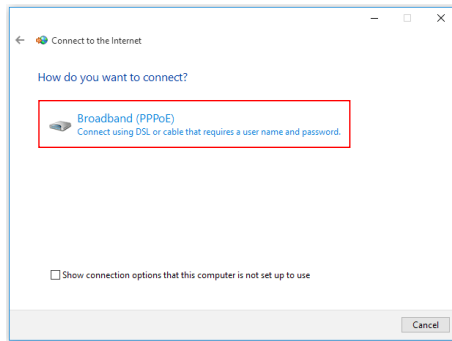 Connect to the Internet
How do you want to connect?
Broadband (PPPoE)
Connect using DSL or cable that requires a user name and password.
Show connection options that this computer is not set up to use
Cancel